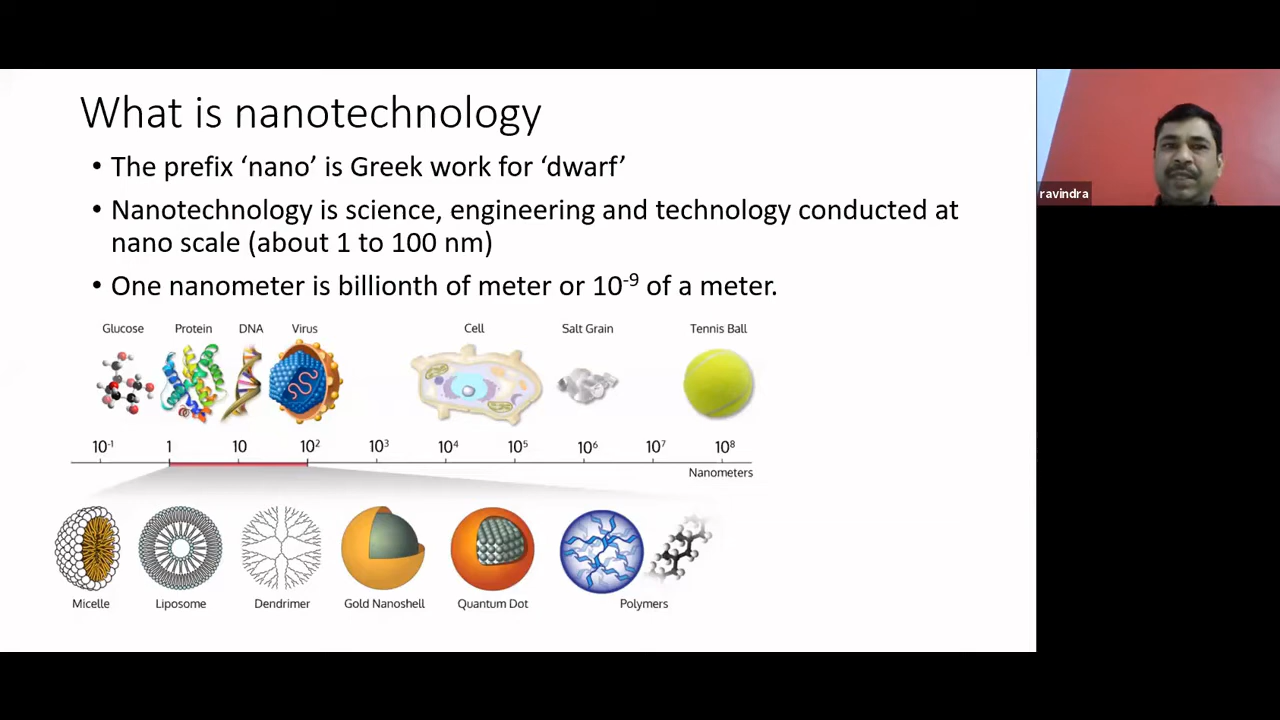 What is nanotechnology
• The prefix ‘nano’ is Greek work for ‘dwarf’
• Nanotechnology is science, engineering and technology conducted at
nano scale (about 1 to 100 nm)
• One nanometer is billionth of meter or 10⁻⁹ of a meter.
Glucose Protein DNA Virus Cell Salt Grain Tennis Ball
10⁻¹ 1 10 10² 10³ 10⁴ 10⁵ 10⁶ 10⁷ 10⁸
Nanometers
Micelle Liposome Dendrimer Gold Nanoshell Quantum Dot Polymers
ravindra